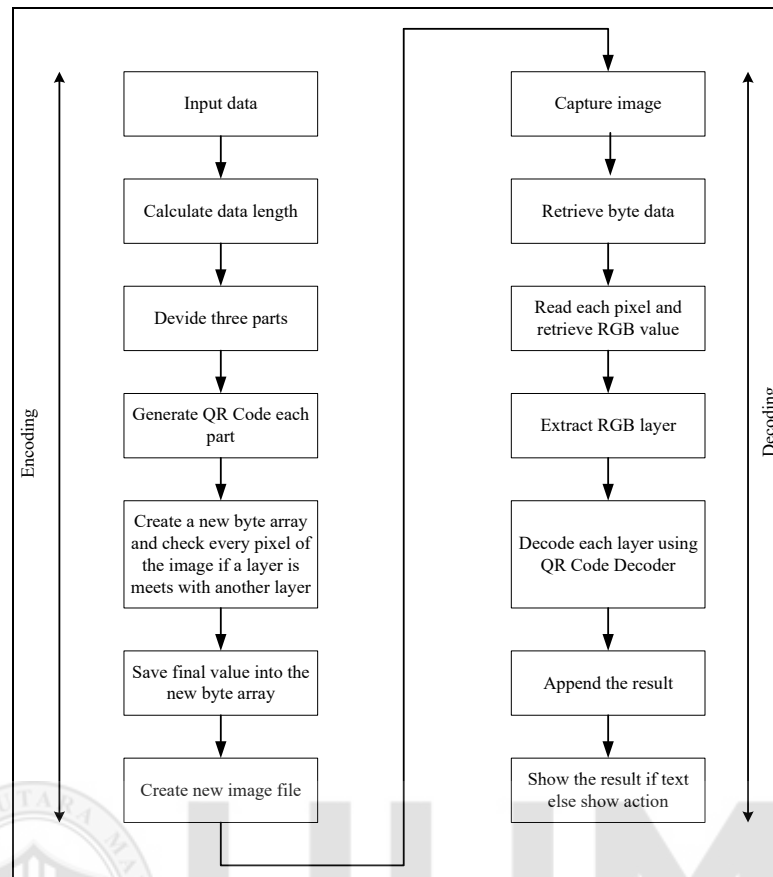 Encoding
Input data
Calculate data length
Devide three parts
Generate QR Code each
part
Create a new byte array
and check every pixel of
the image if a layer is
meets with another layer
Save final value into the
new byte array
Create new image file
Capture image
Retrieve byte data
Read each pixel and
retrieve RGB value
Extract RGB layer
Decode each layer using
QR Code Decoder
Append the result
Show the result if text
else show action
Decoding
UTARA MA
UUM